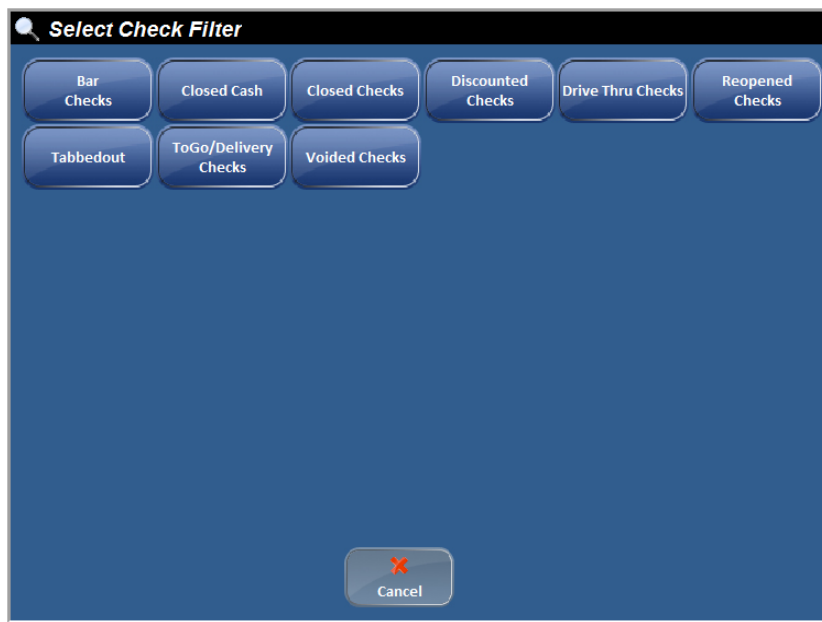 Select Check Filter
Bar
Checks
Closed Cash
Closed Checks
Discounted
Checks
Drive Thru Checks
Reopened
Checks
Tabbedout
ToGo/Delivery
Checks
Voided Checks
Cancel